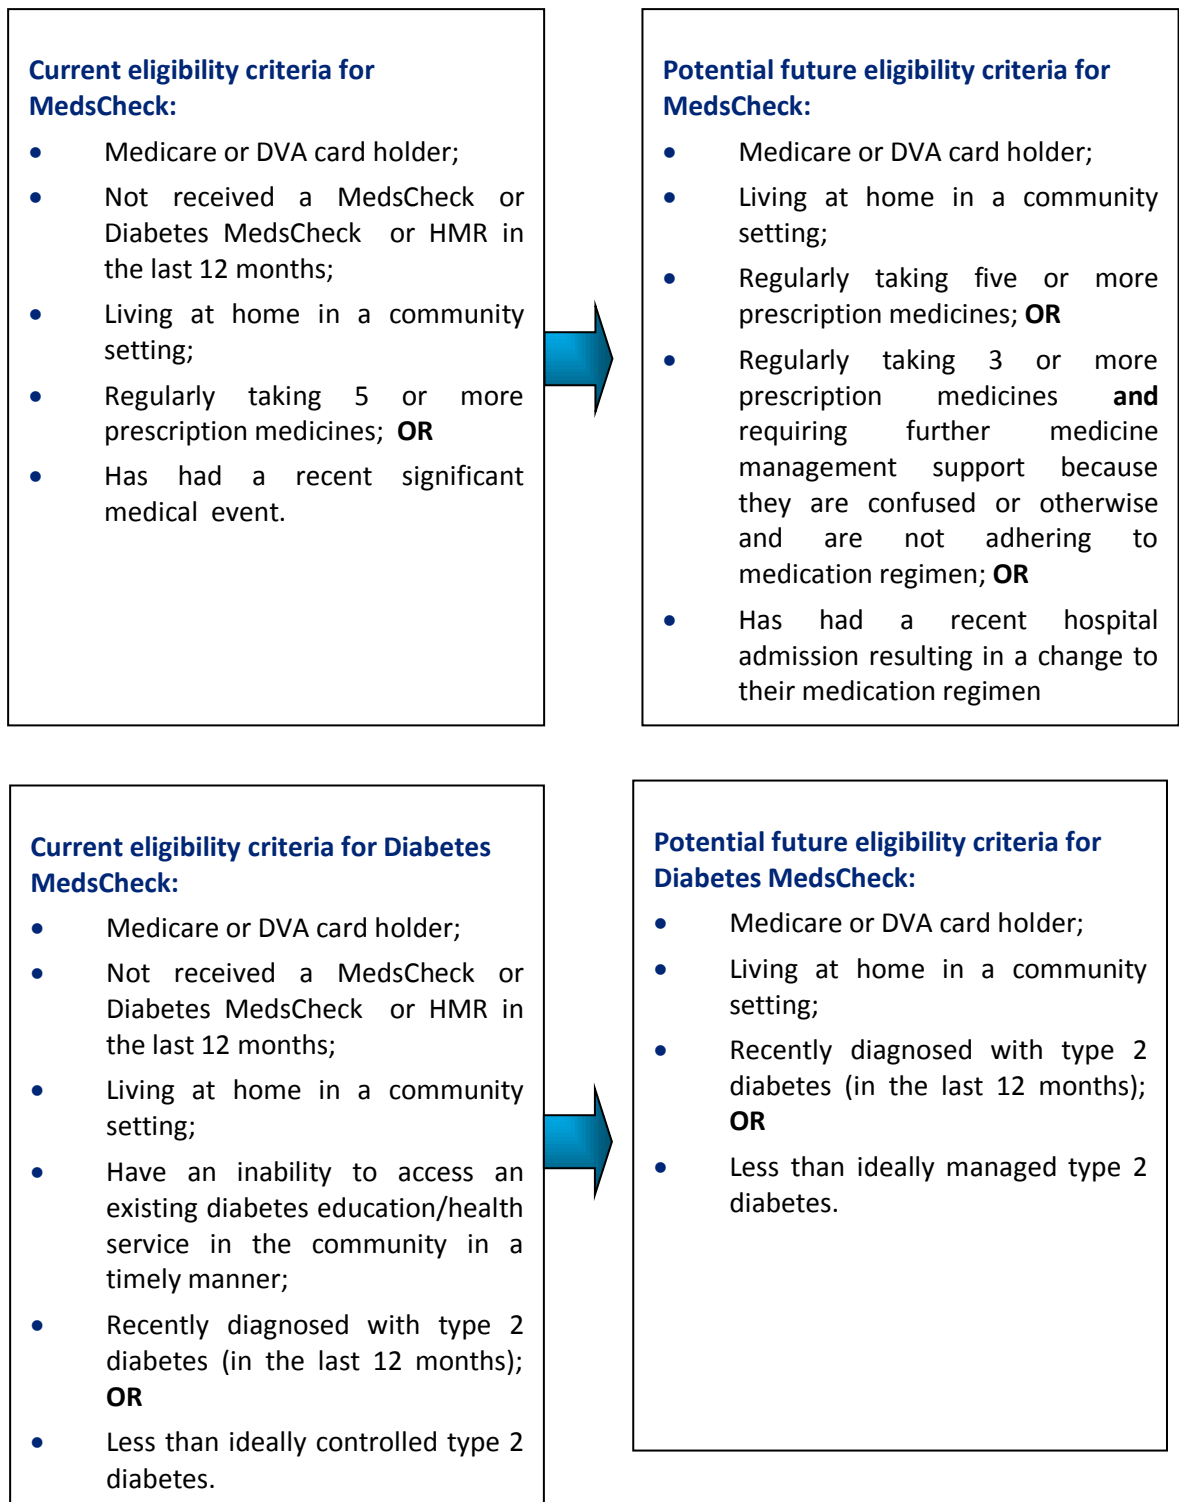 Current eligibility criteria for
MedsCheck:
• Medicare or DVA card holder;
• Not received a MedsCheck or
Diabetes MedsCheck or HMR in
the last 12 months;
• Living at home in a community
setting;
• Regularly taking 5 or more
prescription medicines; OR
• Has had a recent significant
medical event.
Potential future eligibility criteria for
MedsCheck:
• Medicare or DVA card holder;
• Living at home in a community
setting;
• Regularly taking five or more
prescription medicines; OR
• Regularly taking 3 or more
prescription medicines and
requiring further medicine
management support because
they are confused or otherwise
and are not adhering to
medication regimen; OR
• Has had a recent hospital
admission resulting in a change to
their medication regimen
Current eligibility criteria for Diabetes
MedsCheck:
• Medicare or DVA card holder;
• Not received a MedsCheck or
Diabetes MedsCheck or HMR in
the last 12 months;
• Living at home in a community
setting;
• Have an inability to access an
existing diabetes education/health
service in the community in a
timely manner;
• Recently diagnosed with type 2
diabetes (in the last 12 months);
OR
• Less than ideally controlled type 2
diabetes.
Potential future eligibility criteria for
Diabetes MedsCheck:
• Medicare or DVA card holder;
• Living at home in a community
setting;
• Recently diagnosed with type 2
diabetes (in the last 12 months);
OR
• Less than ideally managed type 2
diabetes.